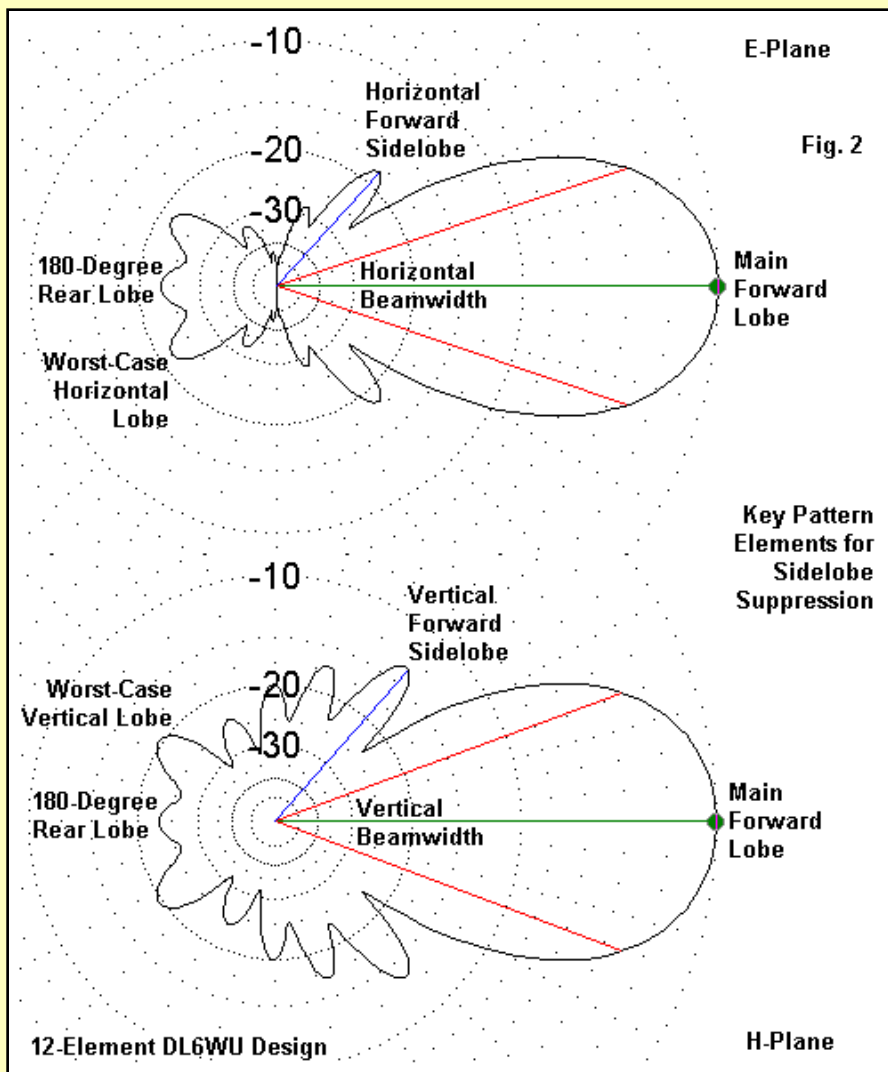 -10
E-Plane
Horizontal
Forward
Sidelobe
Fig. 2
-20
-30
180-Degree
Rear Lobe
Horizontal
Beamwidth
Main
Forward
Lobe
Worst-Case
Horizontal
Lobe
Key Pattern
Elements for
Sidelobe
Suppression
-10
Vertical
Forward
Sidelobe
Worst-Case
Vertical Lobe
-20
-30
180-Degree
Rear Lobe
Vertical
Beamwidth
Main
Forward
Lobe
12-Element DL6WU Design
H-Plane